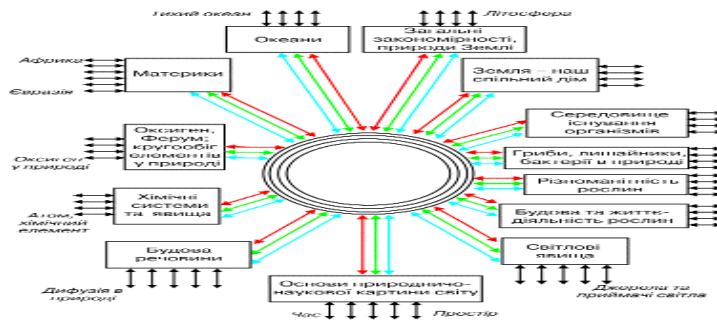 Тихий океан
Літосфера
Океани
Загальні
закономірності,
природи Землі
Африка
Материки
Земля – наш
спільний дім
Євразія
Середовище
існування
організмів
Оксиген,
Ферум;
кругообіг
елементів
у природі
Гриби, лишайники,
бактерії в природі
Оксиген
у природі
Різноманітність
рослин
Хімічні
системи
та явища
Атом,
хімічний
елемент
Будова та життє-
діяльність рослин
Будова
речовини
Світлові
явища
Дифузія в
природі
Основи природничо-
наукової картини світу
Джерела та
приймачі світла
Час
Простір